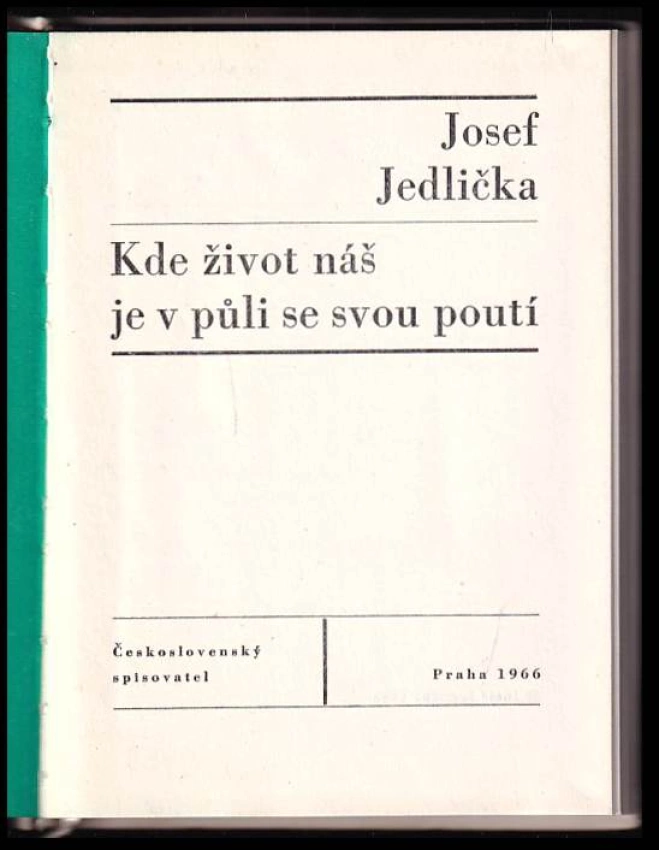 Josef
Jedlička
Kde život náš
je v půli se svou poutí
Československý
spisovatel
Praha 1966